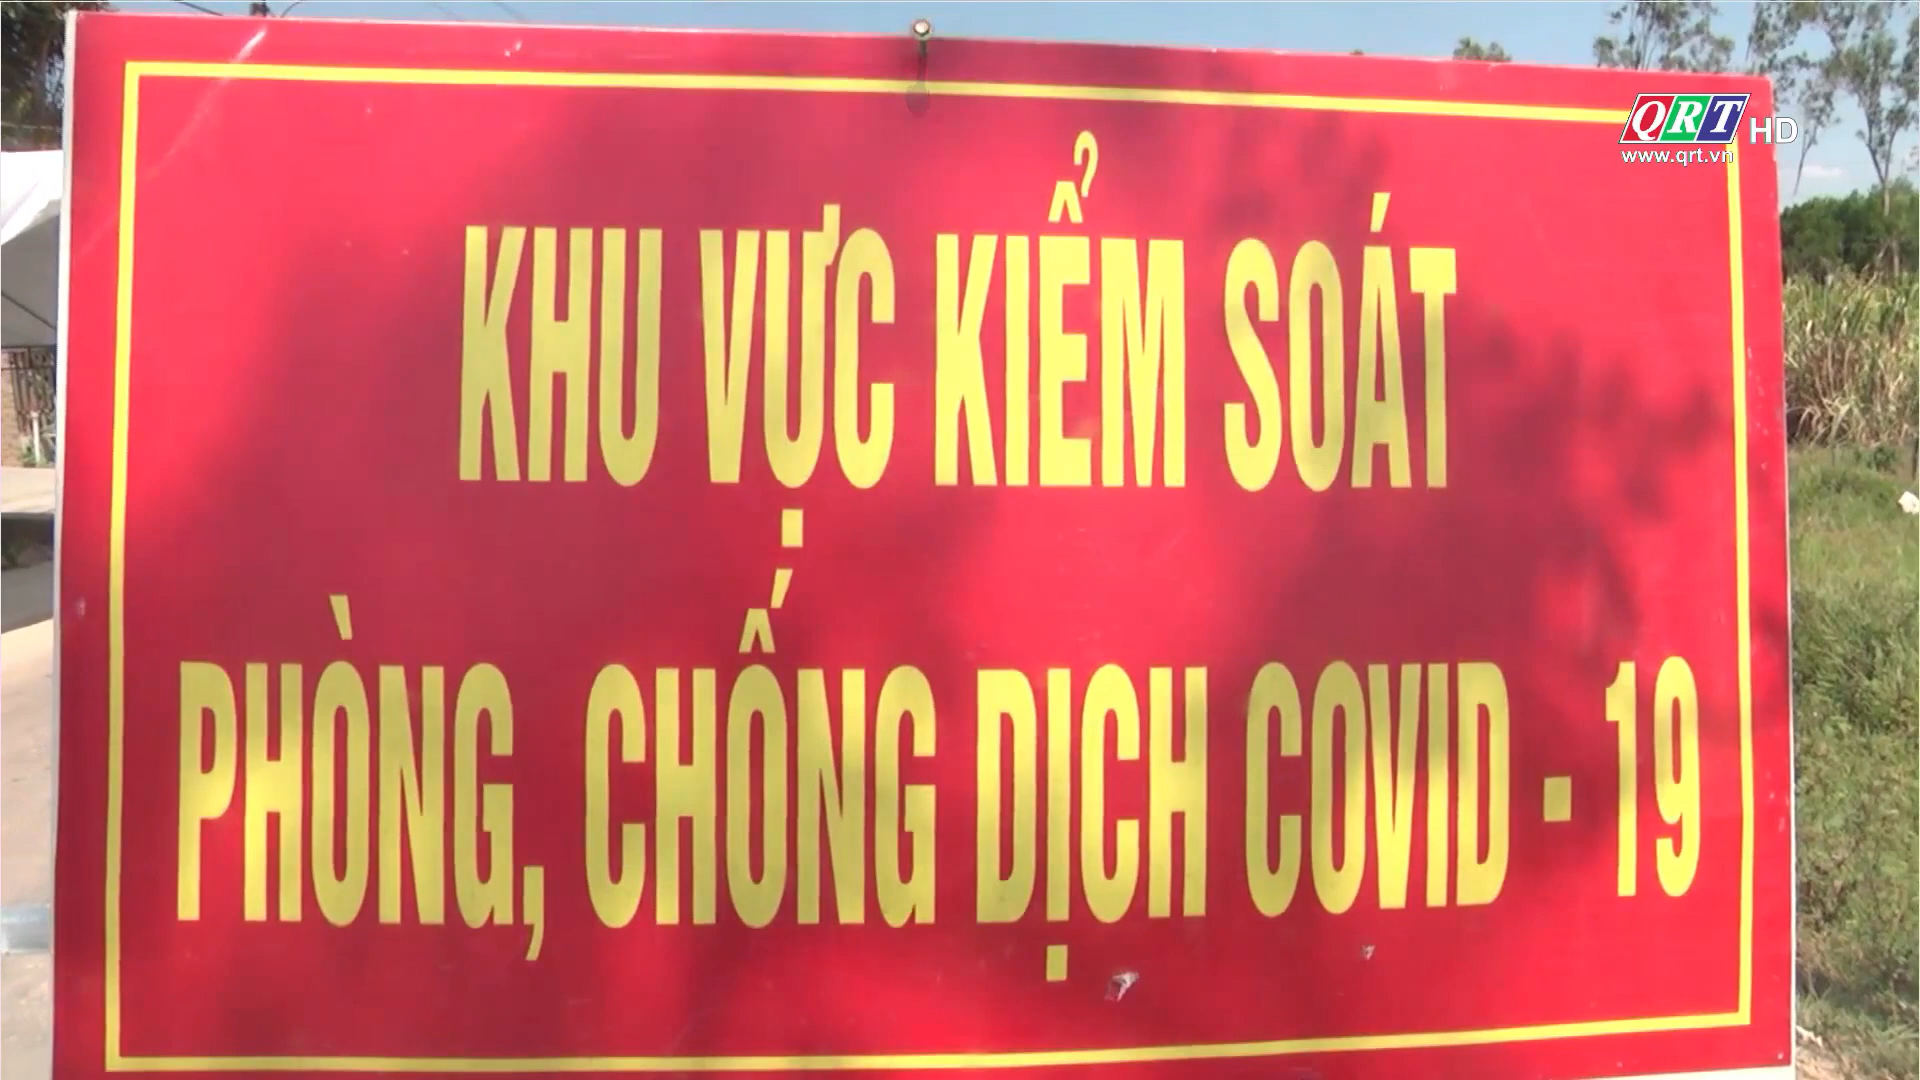 QRT HD
www.qrt.vn
KHU VỰC KIỂM SOÁT
PHÒNG, CHỐNG DỊCH COVID - 19